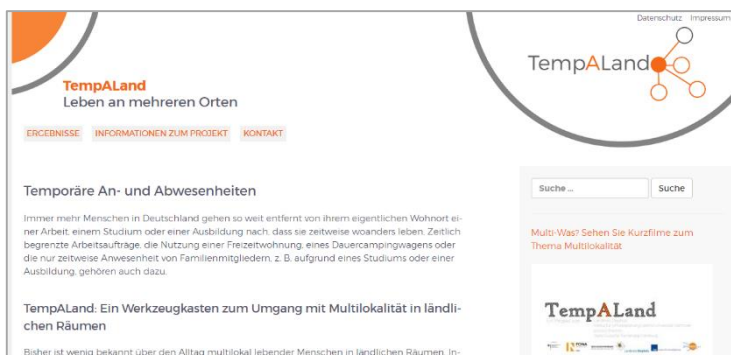 Datenschutz Impressum
TempALand
TempALand
Leben an mehreren Orten
ERGEBNISSE INFORMATIONEN ZUM PROJEKT KONTAKT
Temporäre An- und Abwesenheiten
Immer mehr Menschen in Deutschland gehen so weit entfernt von ihrem eigentlichen Wohnort ei-
ner Arbeit, einem Studium oder einer Ausbildung nach, dass sie zeitweise woanders leben. Zeitlich
begrenzte Arbeitsaufträge, die Nutzung einer Freizeitwohnung, eines Dauercampingwagens oder
die nur zeitweise Anwesenheit von Familienmitgliedern, z. B. aufgrund eines Studiums oder einer
Ausbildung, gehören auch dazu.
TempALand: Ein Werkzeugkasten zum Umgang mit Multilokalität in ländli-
chen Räumen
Bisher ist wenig bekannt über den Alltag multilokal lebender Menschen in ländlichen Räumen. In-
Suche ... Suche
Multi-Was? Sehen Sie Kurzfilme zum
Thema Multilokalität
TempALand